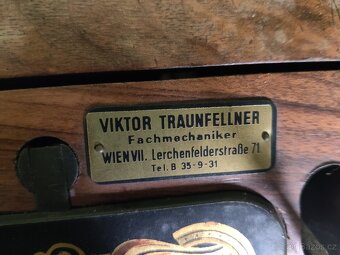 VIKTOR TRAUNFELLNER
Fachmechaniker
WIEN VII. Lerchenfelderstraße 71
Tel. B 35-9-31